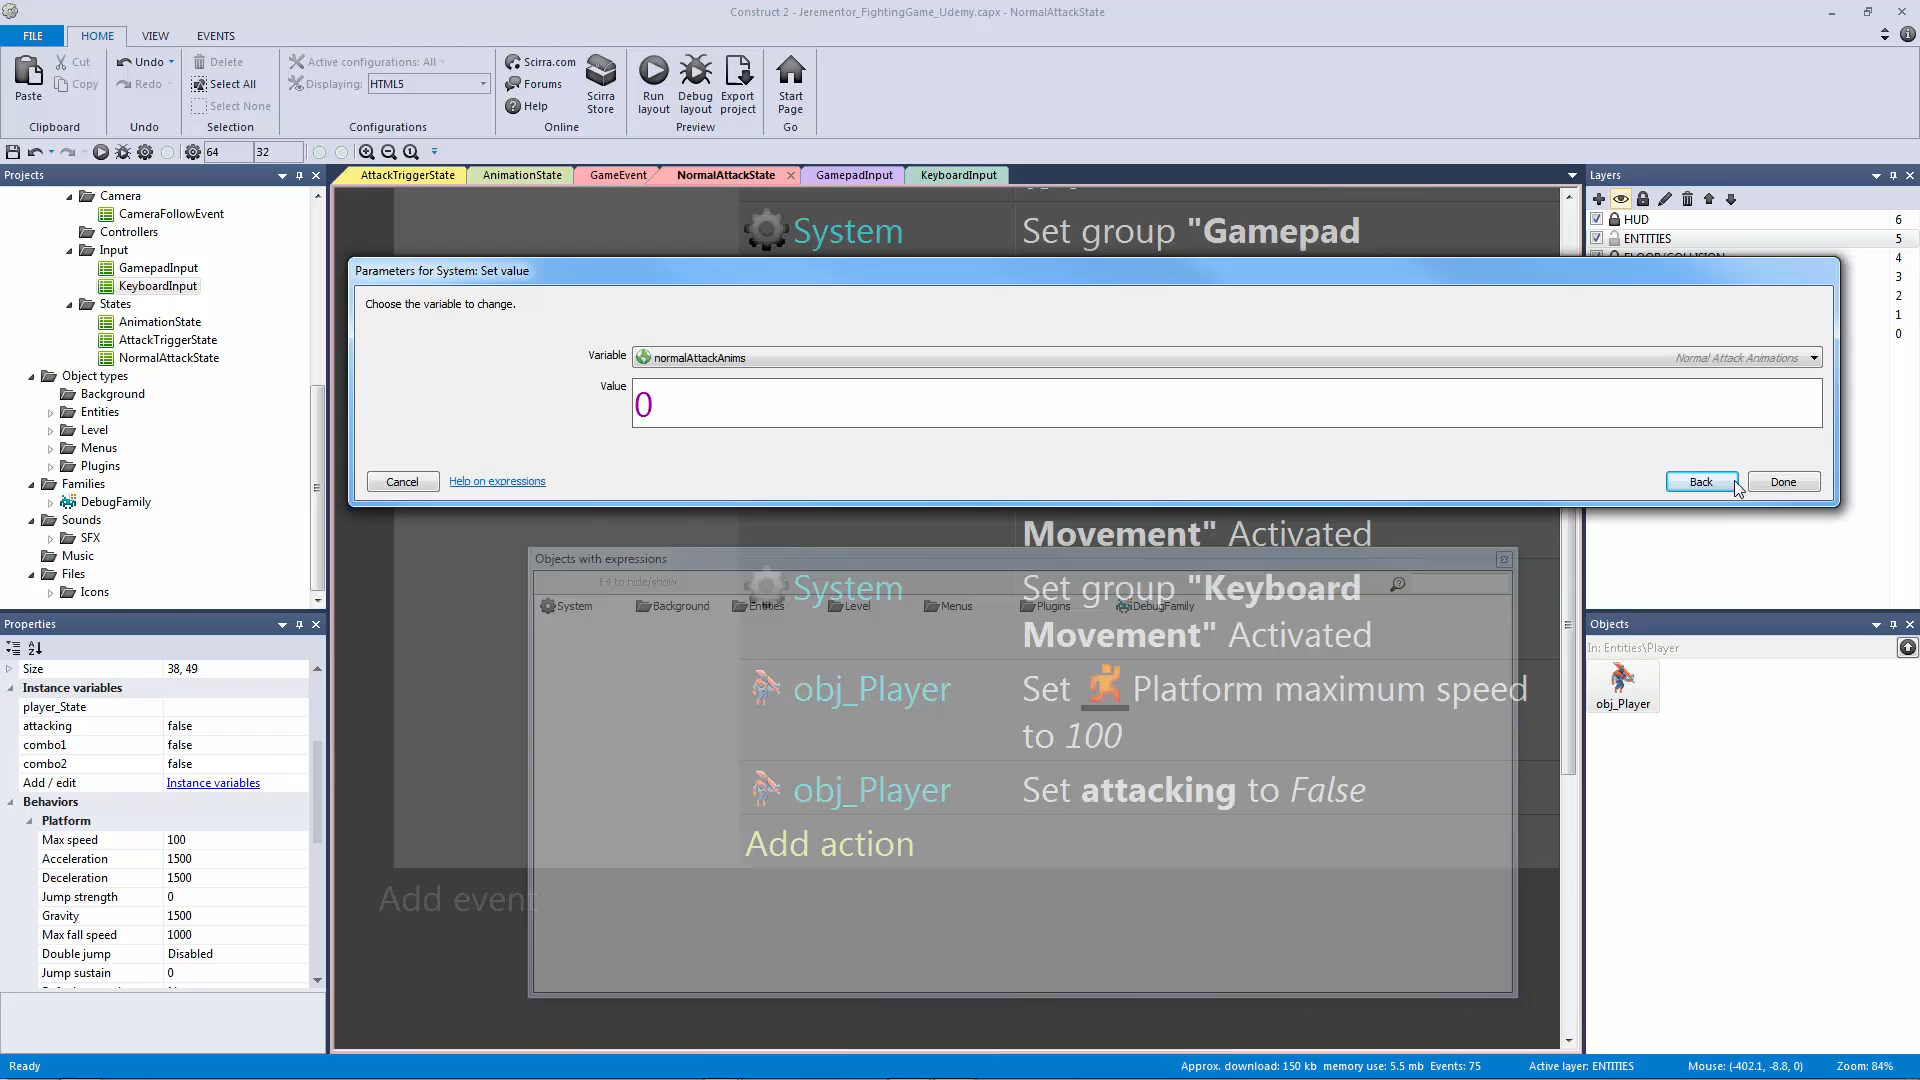 Construct 2 - Jerementor_FightingGame_Udemy.capx - NormalAttackState
FILE HOME VIEW EVENTS
Paste Cut Copy Clipboard
Undo Redo Undo
Delete Select All Select None Selection
Active configurations: All
Displaying: HTML5
Configurations
Scirra.com Forums Help Scirra Store Online
Run layout Debug layout Export project Preview
Start Page Go
64 32
Projects
Camera
CameraFollowEvent
Controllers
Input
GamepadInput
KeyboardInput
States
AnimationState
AttackTriggerState
NormalAttackState
Object types
Background
Entities
Level
Menus
Plugins
Families
DebugFamily
Sounds
SFX
Music
Files
Icons
Properties
Size 38, 49
Instance variables
player_State
attacking false
combo1 false
combo2 false
Add / edit Instance variables
Behaviors
Platform
Max speed 100
Acceleration 1500
Deceleration 1500
Jump strength 0
Gravity 1500
Max fall speed 1000
Double jump Disabled
Jump sustain 0
AttackTriggerState AnimationState GameEvent NormalAttackState GamepadInput KeyboardInput
System Set group "Gamepad
Parameters for System: Set value
Choose the variable to change.
Variable normalAttackAnims Normal Attack Animations
Value 0
Cancel Help on expressions Back Done
Movement" Activated
Objects with expressions
F4 to hide/show
System Background Entities Level Menus Plugins DebugFamily
System Set group "Keyboard
Movement" Activated
obj_Player Set Platform maximum speed
to 100
obj_Player Set attacking to False
Add action
Add event
Layers
HUD 6
ENTITIES 5
FLOOR/COLLISION 4
3
2
1
0
Objects
In: Entities\Player
obj_Player
Ready Approx. download: 150 kb memory use: 5.5 mb Events: 75 Active layer: ENTITIES Mouse: (-402.1, -8.8, 0) Zoom: 84%